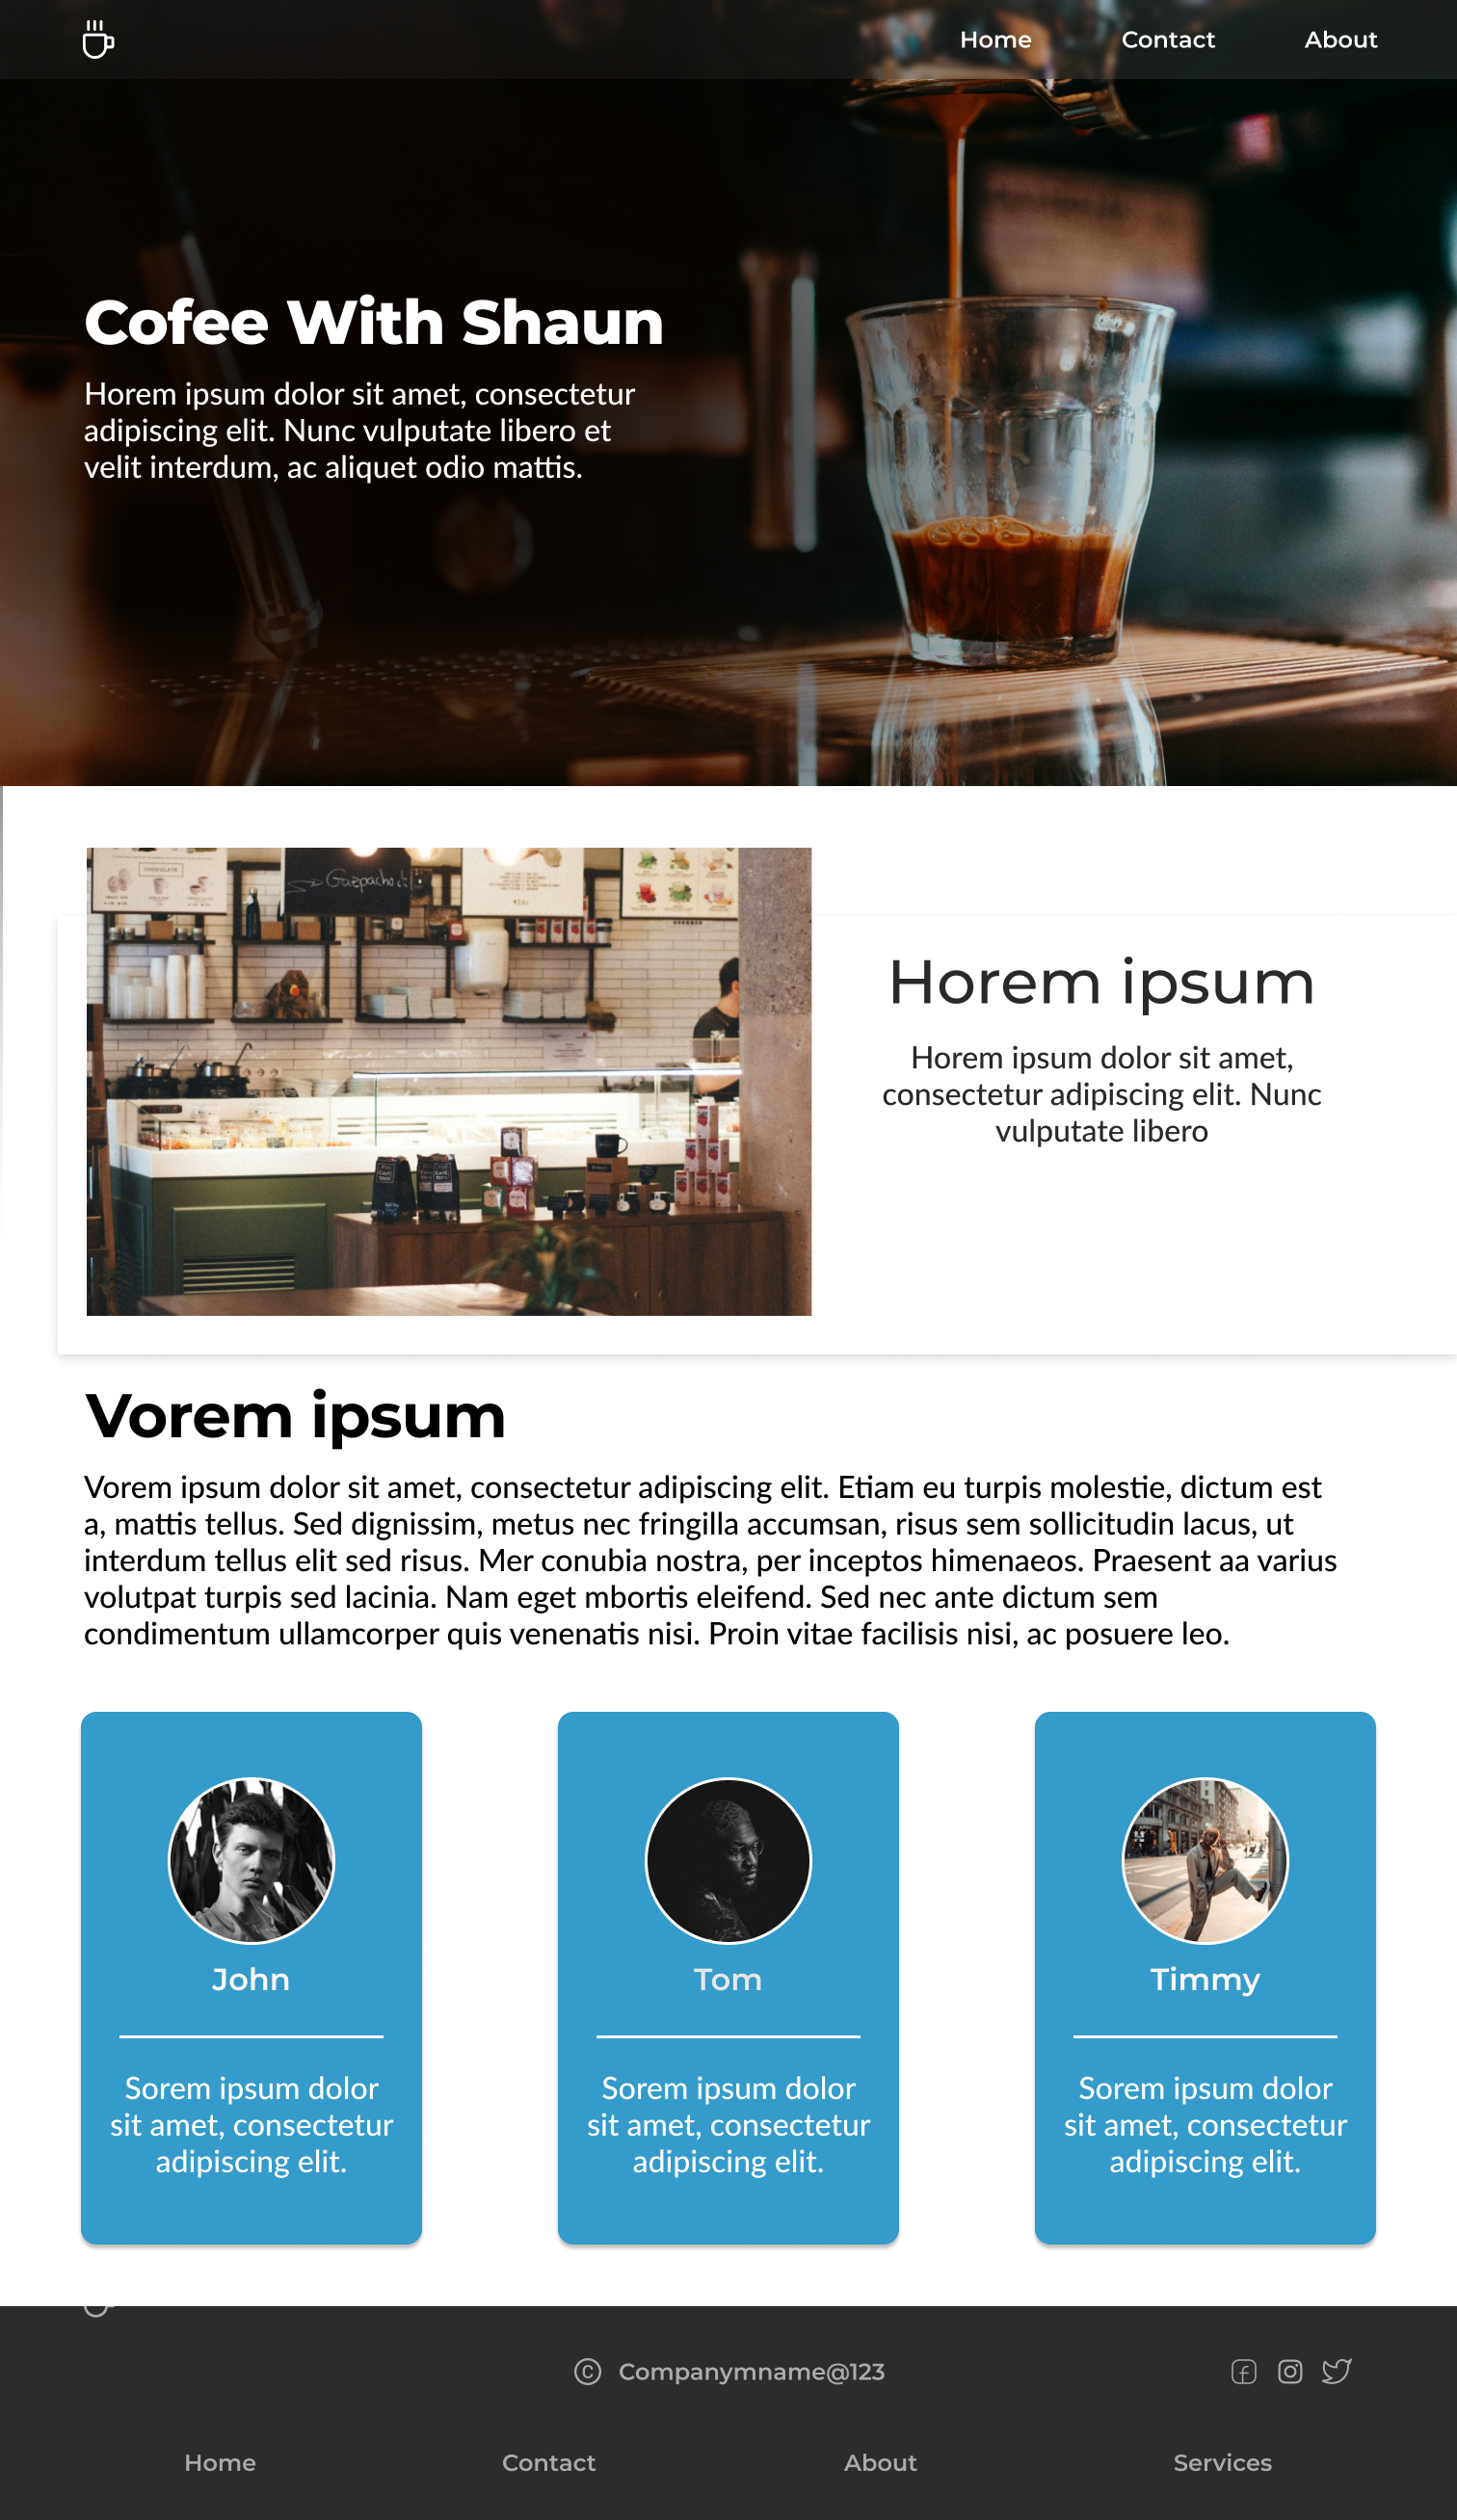 Home Contact About
Cofee With Shaun
Horem ipsum dolor sit amet, consectetur
adipiscing elit. Nunc vulputate libero et
velit interdum, ac aliquet odio mattis.
CHOCOLATE
Gazpacho
Horem ipsum
Horem ipsum dolor sit amet,
consectetur adipiscing elit. Nunc
vulputate libero
Vorem ipsum
Vorem ipsum dolor sit amet, consectetur adipiscing elit. Etiam eu turpis molestie, dictum est
a, mattis tellus. Sed dignissim, metus nec fringilla accumsan, risus sem sollicitudin lacus, ut
interdum tellus elit sed risus. Mer conubia nostra, per inceptos himenaeos. Praesent aa varius
volutpat turpis sed lacinia. Nam eget mbortis eleifend. Sed nec ante dictum sem
condimentum ullamcorper quis venenatis nisi. Proin vitae facilisis nisi, ac posuere leo.
John
Sorem ipsum dolor
sit amet, consectetur
adipiscing elit.
Tom
Sorem ipsum dolor
sit amet, consectetur
adipiscing elit.
Timmy
Sorem ipsum dolor
sit amet, consectetur
adipiscing elit.
© Companymname@123
Home Contact About Services